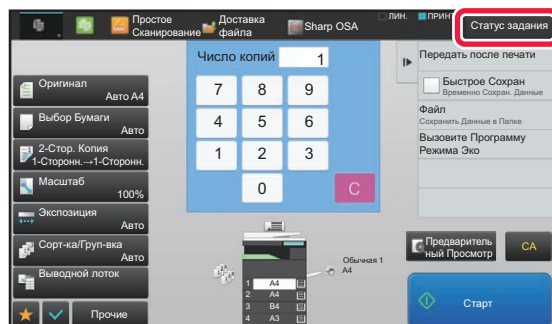 Простое
Сканирование
Доставка
файла
Sharp OSA
ЛИН.
ПРИНТ
Статус задания
Число копий
1
Передать после печати
Быстрое Сохран
Временно Сохран. Данные
Файл
Сохранить Данные в Папке
Вызовите Программу
Режима Эко
Оригинал
Авто A4
Выбор Бумаги
Авто
2-Стор. Копия
1-Сторонн.→1-Сторонн.
Масштаб
100%
Экспозиция
Авто
Сорт-ка/Груп-вка
Авто
Выводной лоток
Прочие
7 8 9
4 5 6
1 2 3
0 C
Обычная 1
A4
1 A4
2 A4
3 B4
4 A3
Предваритель
ный Просмотр
CA
Старт